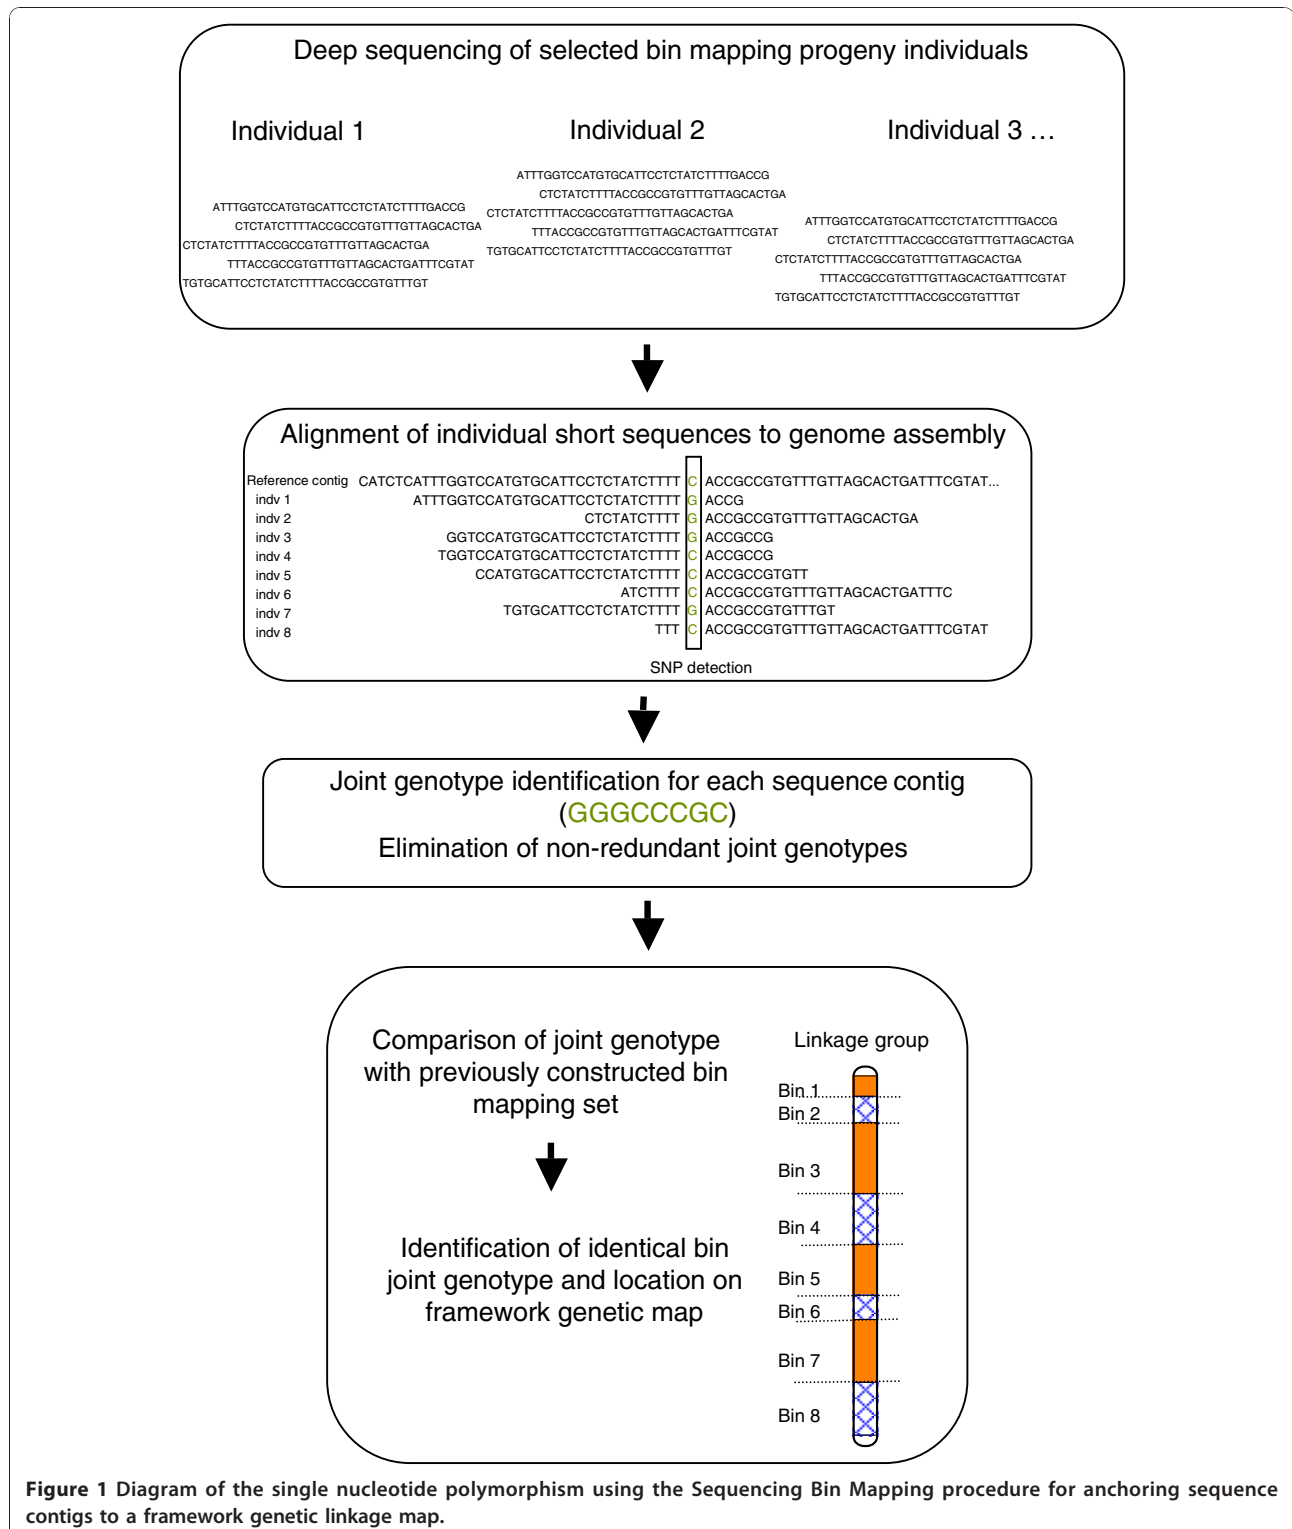 Deep sequencing of selected bin mapping progeny individuals
Individual 1
Individual 2
Individual 3 ...
ATTTGGTCCATGTGCATTCCTCTATCTTTTGACCG
CTCTATCTTTTACCGCCGTGTTTGTTAGCACTGA
CTCTATCTTTTACCGCCGTGTTTGTTAGCACTGA
TTTACCGCCGTGTTTGTTAGCACTGATTTCGTAT
TGTGCATTCCTCTATCTTTTACCGCCGTGTTTGT
ATTTGGTCCATGTGCATTCCTCTATCTTTTGACCG
CTCTATCTTTTACCGCCGTGTTTGTTAGCACTGA
CTCTATCTTTTACCGCCGTGTTTGTTAGCACTGA
TTTACCGCCGTGTTTGTTAGCACTGATTTCGTAT
TGTGCATTCCTCTATCTTTTACCGCCGTGTTTGT
ATTTGGTCCATGTGCATTCCTCTATCTTTTGACCG
CTCTATCTTTTACCGCCGTGTTTGTTAGCACTGA
CTCTATCTTTTACCGCCGTGTTTGTTAGCACTGA
TTTACCGCCGTGTTTGTTAGCACTGATTTCGTAT
TGTGCATTCCTCTATCTTTTACCGCCGTGTTTGT
Alignment of individual short sequences to genome assembly
Reference contig CATCTCATTTGGTCCATGTGCATTCCTCTATCTTTT C ACCGCCGTGTTTGTTAGCACTGATTTCGTAT...
indv 1 ATTTGGTCCATGTGCATTCCTCTATCTTTT G ACCG
indv 2 CTCTATCTTTT G ACCGCCGTGTTTGTTAGCACTGA
indv 3 GGTCCATGTGCATTCCTCTATCTTTT G ACCGCCG
indv 4 TGGTCCATGTGCATTCCTCTATCTTTT C ACCGCCG
indv 5 CCATGTGCATTCCTCTATCTTTT C ACCGCCGTGTT
indv 6 ATCTTTT C ACCGCCGTGTTTGTTAGCACTGATTTC
indv 7 TGTGCATTCCTCTATCTTTT G ACCGCCGTGTTTGT
indv 8 TTT C ACCGCCGTGTTTGTTAGCACTGATTTCGTAT
SNP detection
Joint genotype identification for each sequence contig
(GGGCCCGC)
Elimination of non-redundant joint genotypes
Comparison of joint genotype
with previously constructed bin
mapping set
Identification of identical bin
joint genotype and location on
framework genetic map
Linkage group
Bin 1
Bin 2
Bin 3
Bin 4
Bin 5
Bin 6
Bin 7
Bin 8
Figure 1 Diagram of the single nucleotide polymorphism using the Sequencing Bin Mapping procedure for anchoring sequence
contigs to a framework genetic linkage map.